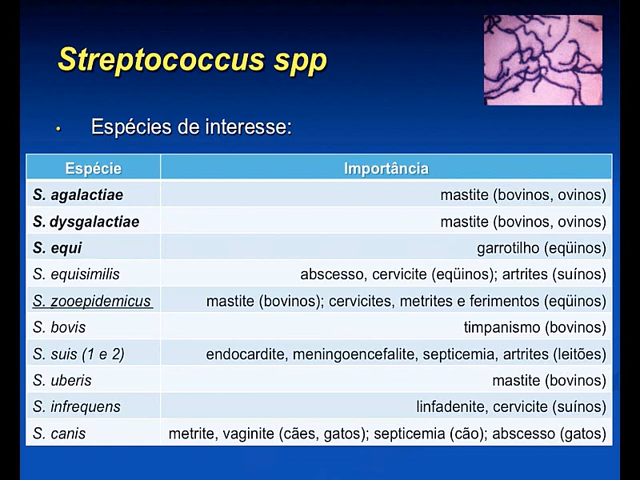 Streptococcus spp
• Espécies de interesse:
Espécie Importância
S. agalactiae mastite (bovinos, ovinos)
S. dysgalactiae mastite (bovinos, ovinos)
S. equi garrotilho (eqüinos)
S. equisimilis abscesso, cervicite (eqüinos); artrites (suínos)
S. zooepidemicus mastite (bovinos); cervicites, metrites e ferimentos (eqüinos)
S. bovis timpanismo (bovinos)
S. suis (1 e 2) endocardite, meningoencefalite, septicemia, artrites (leitões)
S. uberis mastite (bovinos)
S. infrequens linfadenite, cervicite (suínos)
S. canis metrite, vaginite (cães, gatos); septicemia (cão); abscesso (gatos)